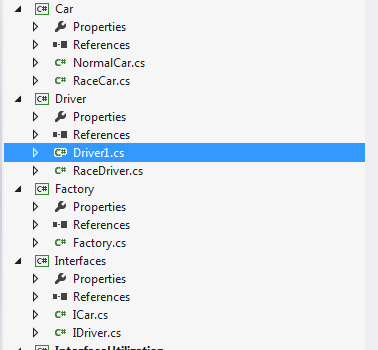 C# Car
Properties
References
C# NormalCar.cs
C# RaceCar.cs
C# Driver
Properties
References
C# Driver1.cs
C# RaceDriver.cs
C# Factory
Properties
References
C# Factory.cs
C# Interfaces
Properties
References
C# ICar.cs
C# IDriver.cs
C# InterfaceUtilization